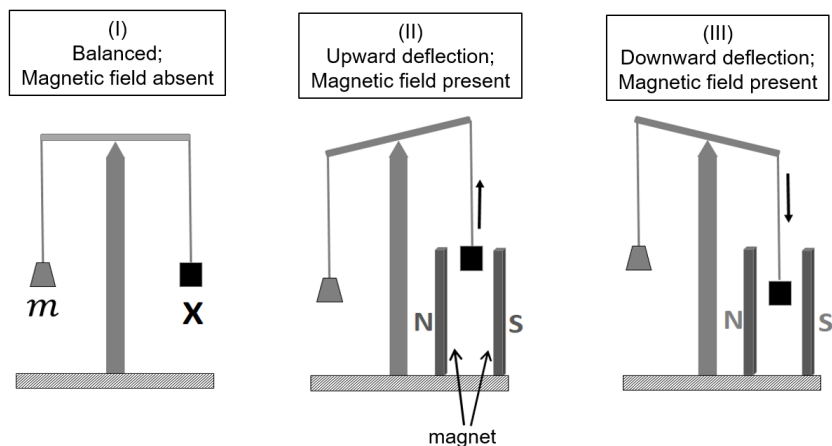 (I)
Balanced;
Magnetic field absent
(II)
Upward deflection;
Magnetic field present
(III)
Downward deflection;
Magnetic field present
m
X
N
S
N
S
magnet